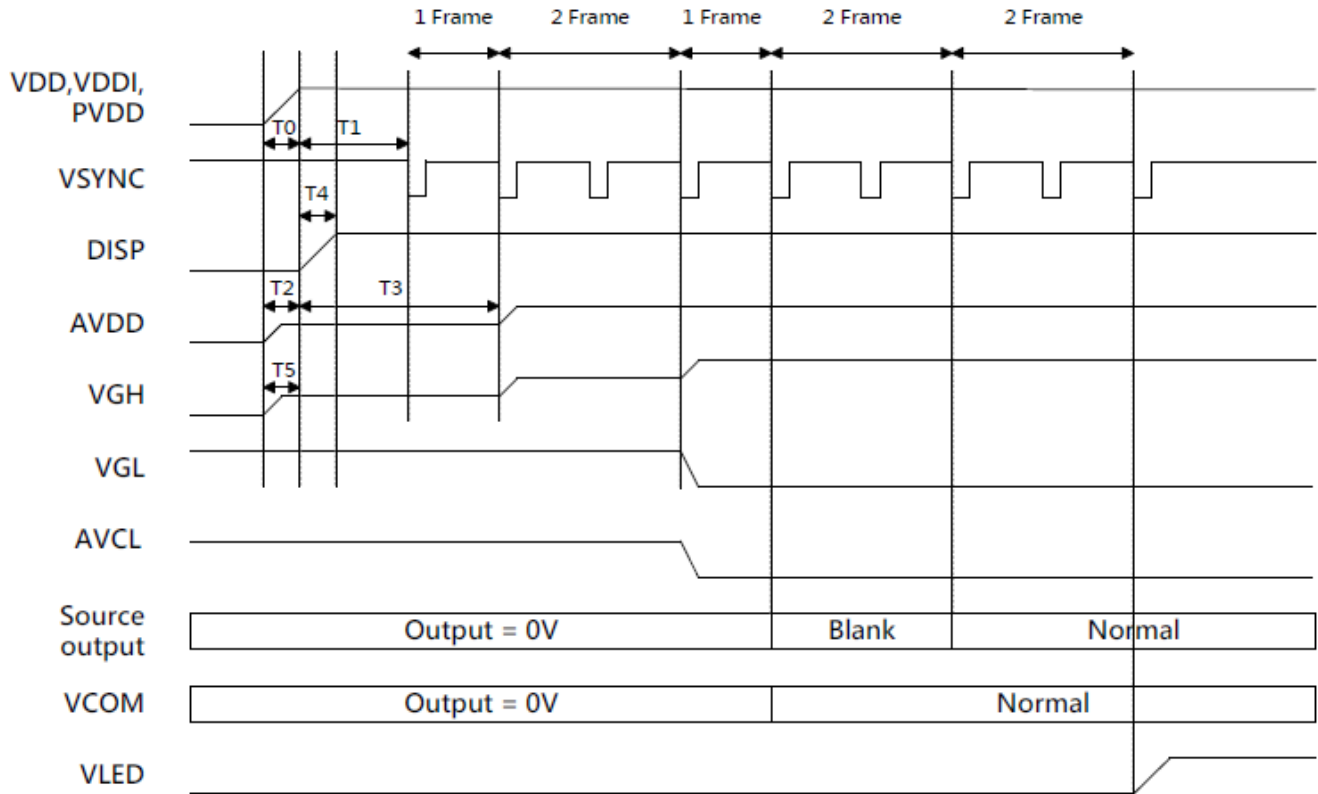 1 Frame 2 Frame 1 Frame 2 Frame 2 Frame
VDD,VDDI,
PVDD
T0 T1
VSYNC
T4
DISP
T2 T3
AVDD
T5
VGH
VGL
AVCL
Source
output
Output = 0V Blank Normal
VCOM Output = 0V Normal
VLED